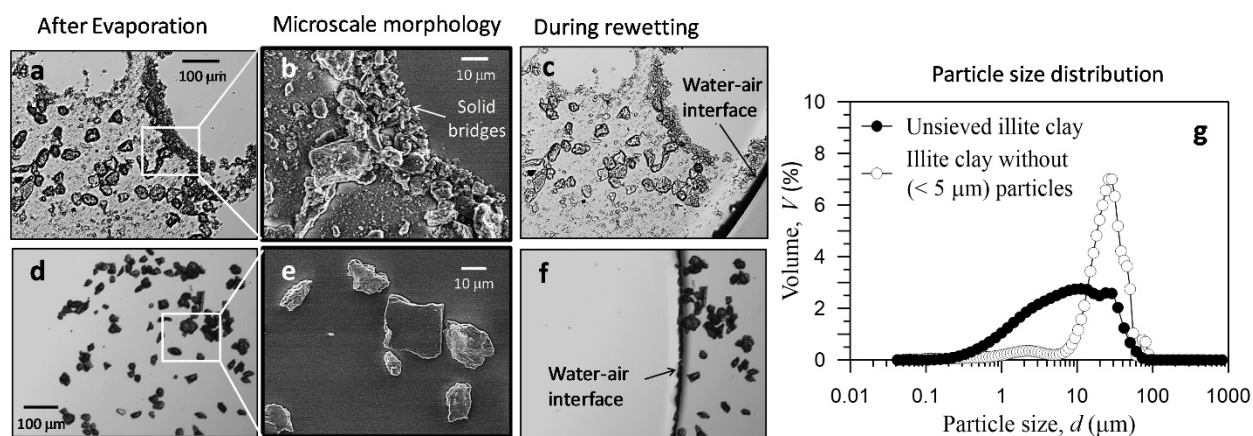 After Evaporation
Microscale morphology
During rewetting
a
100 μm
b
10 μm
Solid
bridges
c
Water-air
interface
d
100 μm
e
10 μm
f
Water-air
interface
Particle size distribution
g
Unsieved illite clay
Illite clay without
(< 5 μm) particles
Volume, V (%)
10
8
6
4
2
0
0.01
0.1
1
10
100
1000
Particle size, d (μm)